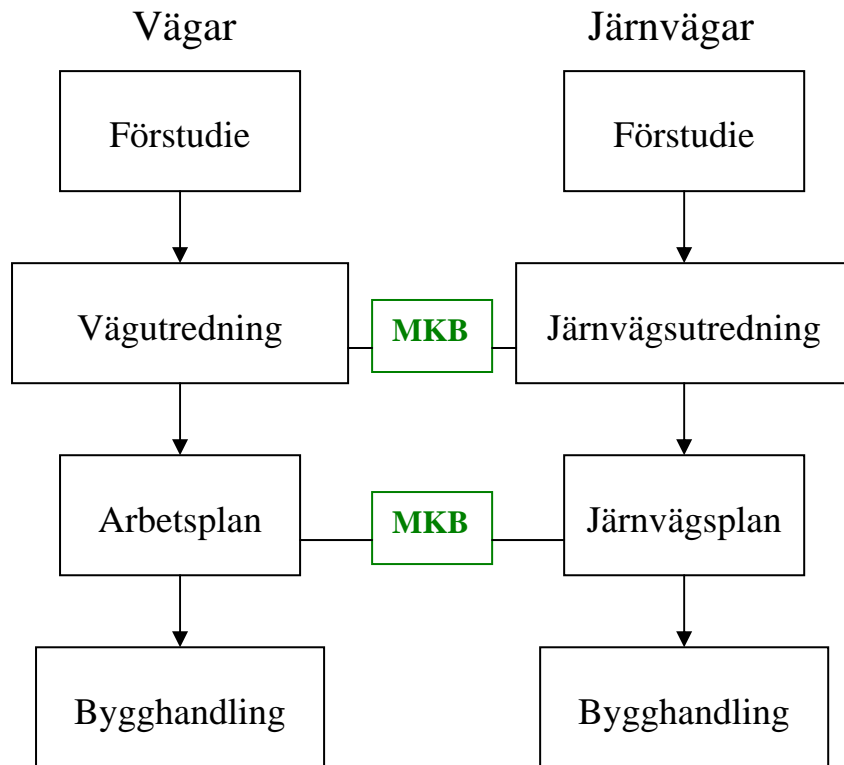 Vägar
Järnvägar
Förstudie
Förstudie
Vägutredning
MKB
Järnvägsutredning
Arbetsplan
MKB
Järnvägsplan
Bygghandling
Bygghandling